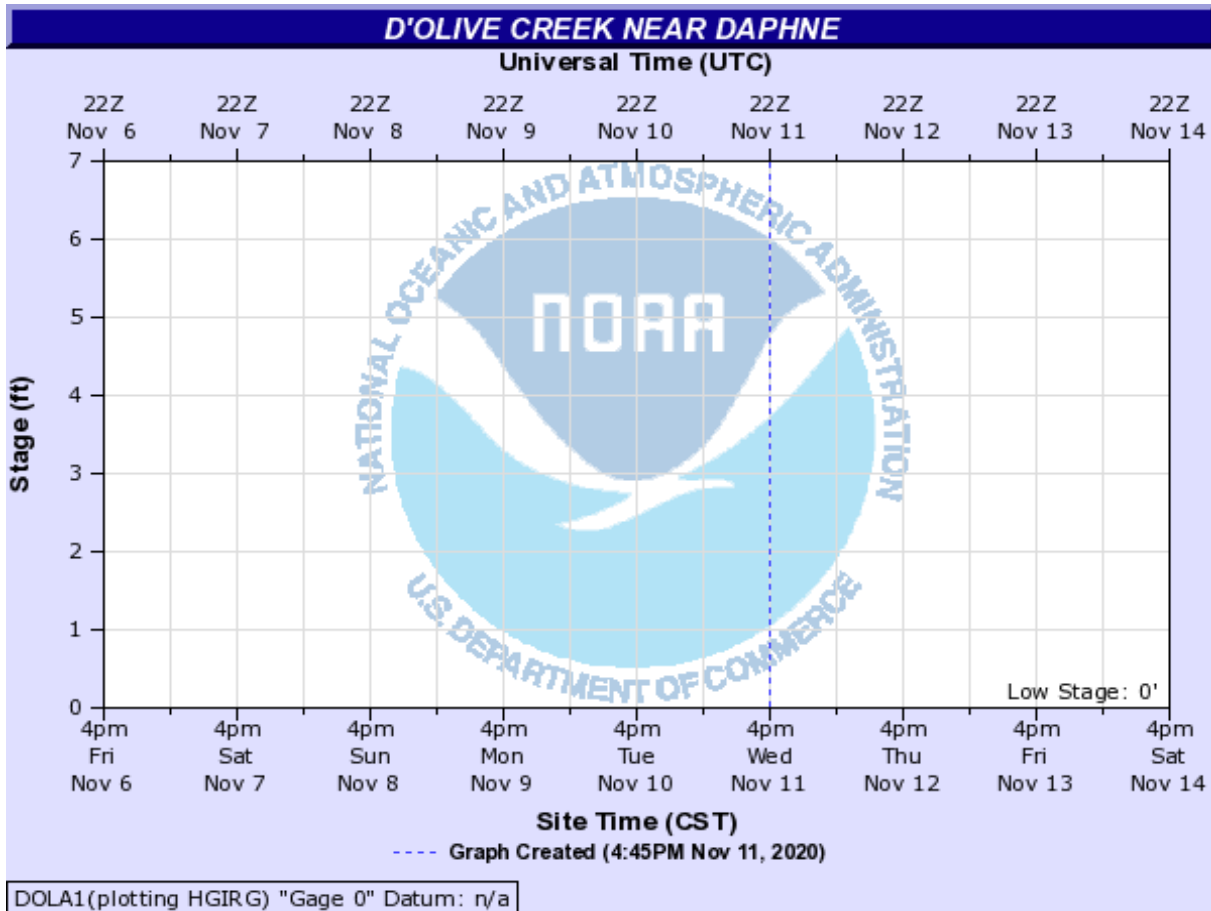 D'OLIVE CREEK NEAR DAPHNE
Universal Time (UTC)
22Z 22Z 22Z 22Z 22Z 22Z 22Z 22Z 22Z
Nov 6 Nov 7 Nov 8 Nov 9 Nov 10 Nov 11 Nov 12 Nov 13 Nov 14
7
6
5
4
3
2
1
0
Stage (ft)
NATIONAL OCEANIC AND ATMOSPHERIC ADMINISTRATION
NOAA
U.S. DEPARTMENT OF COMMERCE
Low Stage: 0'
4pm 4pm 4pm 4pm 4pm 4pm 4pm 4pm 4pm
Fri Sat Sun Mon Tue Wed Thu Fri Sat
Nov 6 Nov 7 Nov 8 Nov 9 Nov 10 Nov 11 Nov 12 Nov 13 Nov 14
Site Time (CST)
---- Graph Created (4:45PM Nov 11, 2020)
DOLA1(plotting HGIRG) "Gage 0" Datum: n/a